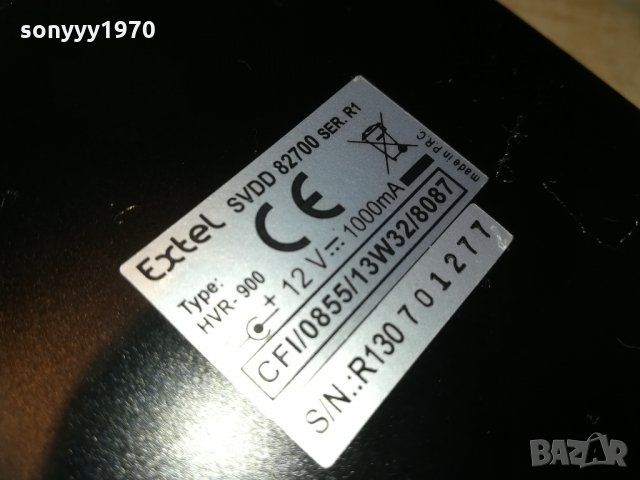 sonyyy1970
Extel SVDD 82700 SER. R1
Type:
HVR- 900
made in P.R.C.
12 V 1000mA
CFI/0855/13W32/8087
S/N.:R130701277
BAZAR